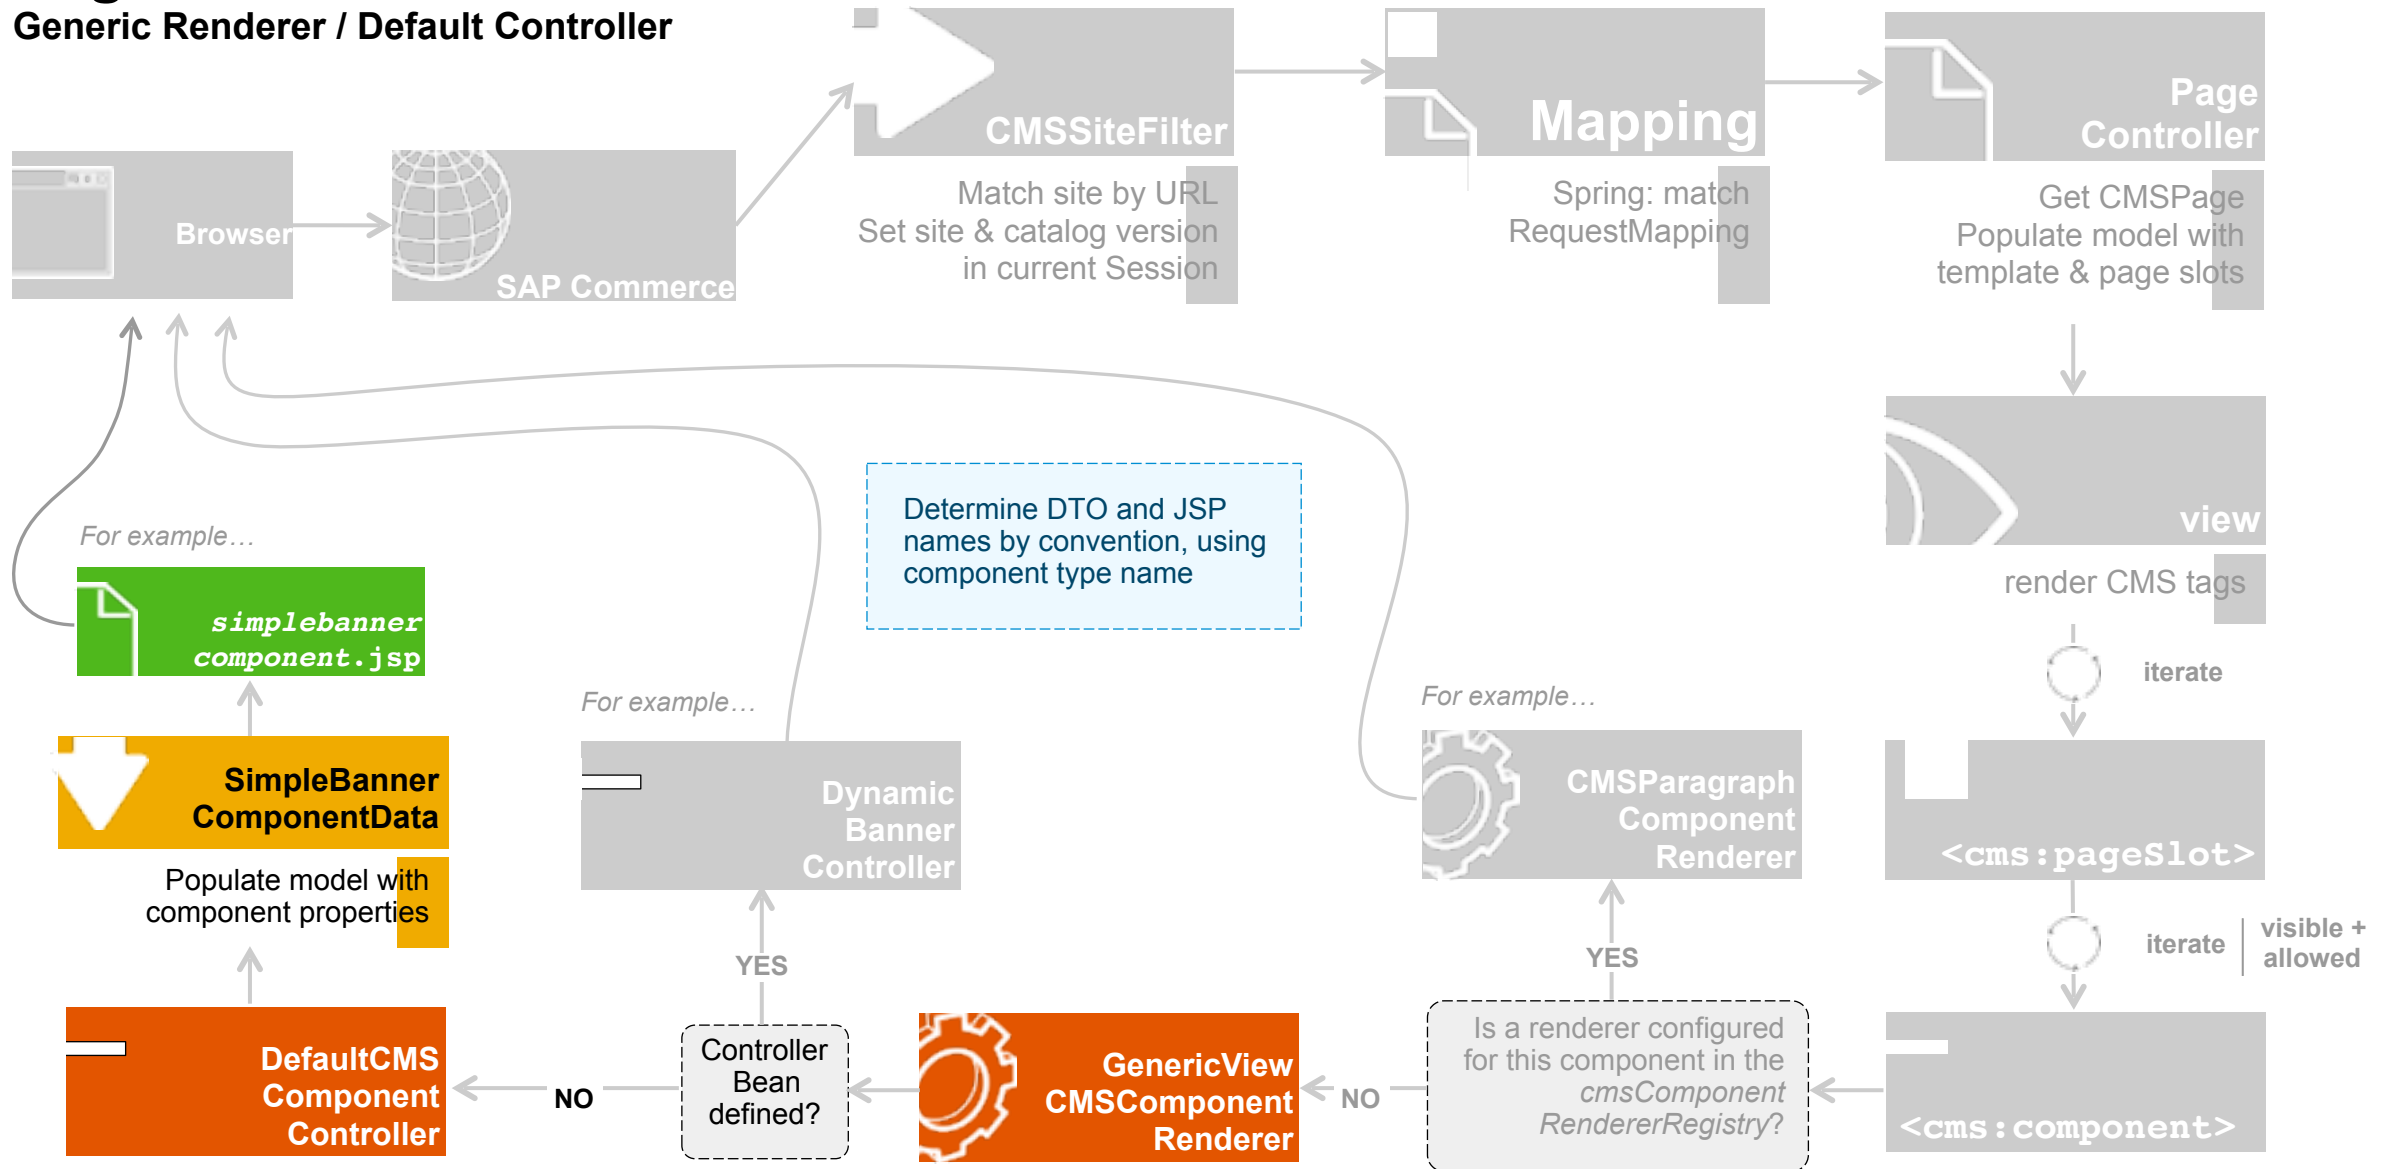 Generic Renderer / Default Controller
Browser
SAP Commerce
CMSSiteFilter
Match site by URL
Set site & catalog version
in current Session
Mapping
Spring: match
RequestMapping
Page
Controller
Get CMSPage
Populate model with
template & page slots
view
render CMS tags
iterate
<cms:pageSlot>
iterate
visible +
allowed
<cms:component>
Is a renderer configured
for this component in the
cmsComponent
RendererRegistry?
YES
For example…
CMSParagraph
Component
Renderer
NO
GenericView
CMSComponent
Renderer
Controller
Bean
defined?
YES
For example…
Dynamic
Banner
Controller
NO
DefaultCMS
Component
Controller
Populate model with
component properties
SimpleBanner
ComponentData
For example…
simplebanner
component.jsp
Determine DTO and JSP
names by convention, using
component type name